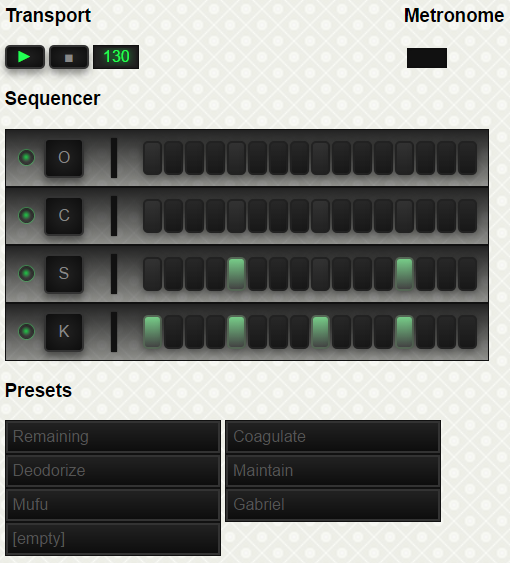 Transport Metronome
130
Sequencer
O
C
S
K
Presets
Remaining Coagulate
Deodorize Maintain
Mufu Gabriel
[empty]